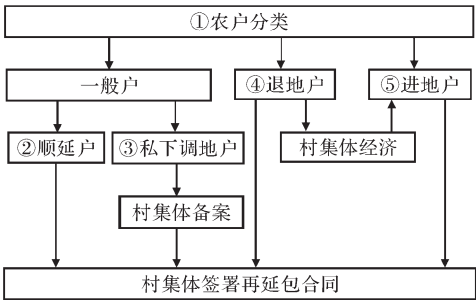 ①农户分类
一般户
④退地户
⑤进地户
②顺延户
③私下调地户
村集体经济
村集体备案
村集体签署再延包合同